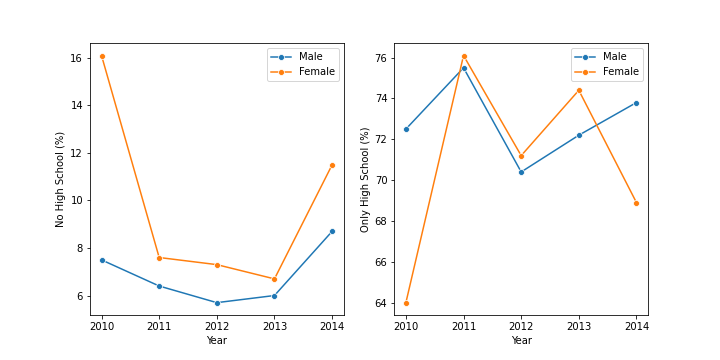 No High School (%)
16
14
12
10
8
6
2010 2011 2012 2013 2014
Year
Male
Female
Only High School (%)
76
74
72
70
68
66
64
2010 2011 2012 2013 2014
Year
Male
Female